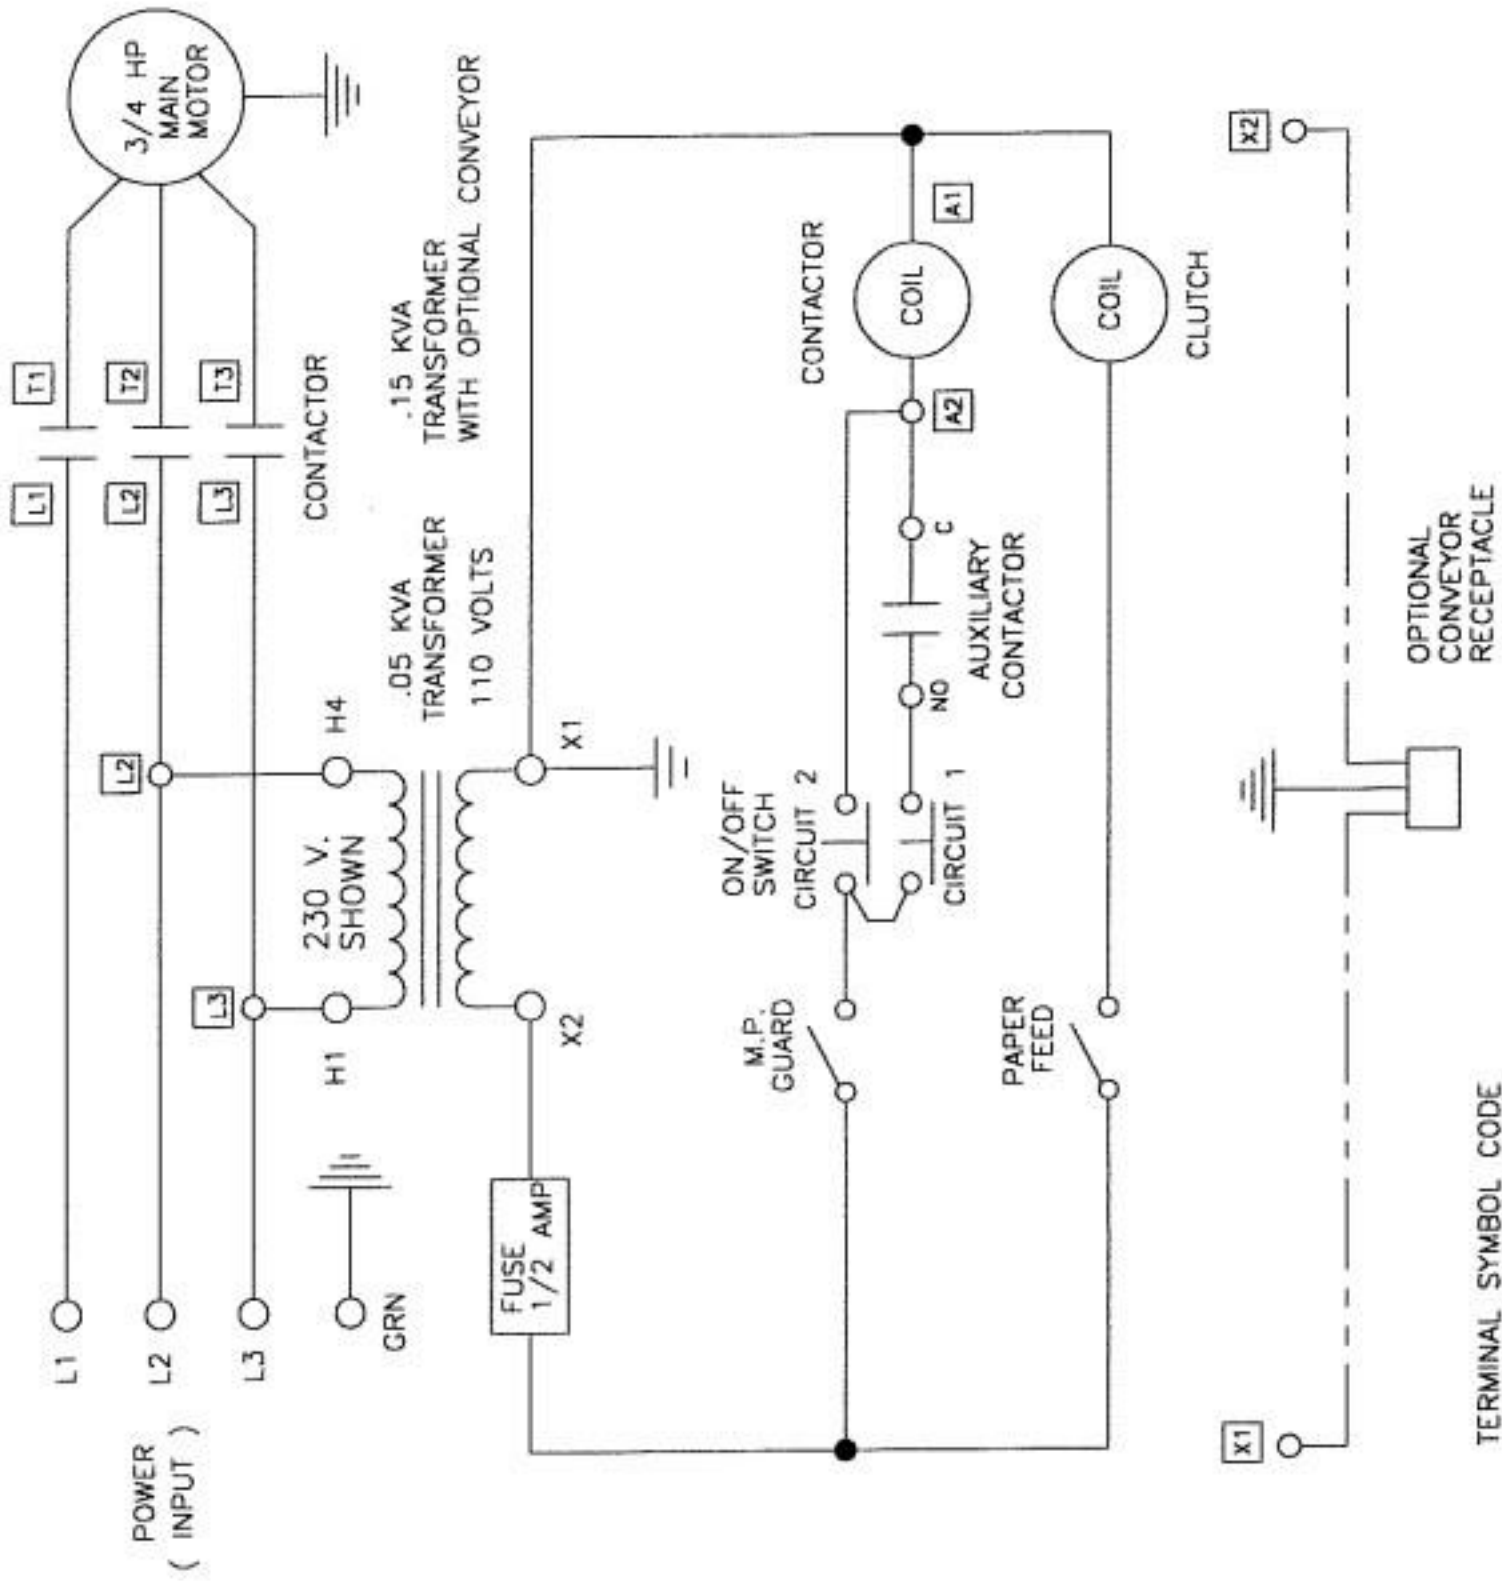 POWER
( INPUT )
L1
L2
L3
GRN
L3
L2
L1
L2
L3
T1
T2
T3
CONTACTOR
3/4 HP
MAIN
MOTOR
H1
230 V.
SHOWN
H4
.05 KVA
TRANSFORMER
110 VOLTS
.15 KVA
TRANSFORMER
WITH OPTIONAL CONVEYOR
FUSE
1/2 AMP
X2
X1
M.P.
GUARD
ON/OFF
SWITCH
CIRCUIT 2
CIRCUIT 1
NO
C
AUXILIARY
CONTACTOR
A2
CONTACTOR
COIL
A1
PAPER
FEED
COIL
CLUTCH
X1
X2
OPTIONAL
CONVEYOR
RECEPTACLE
TERMINAL SYMBOL CODE